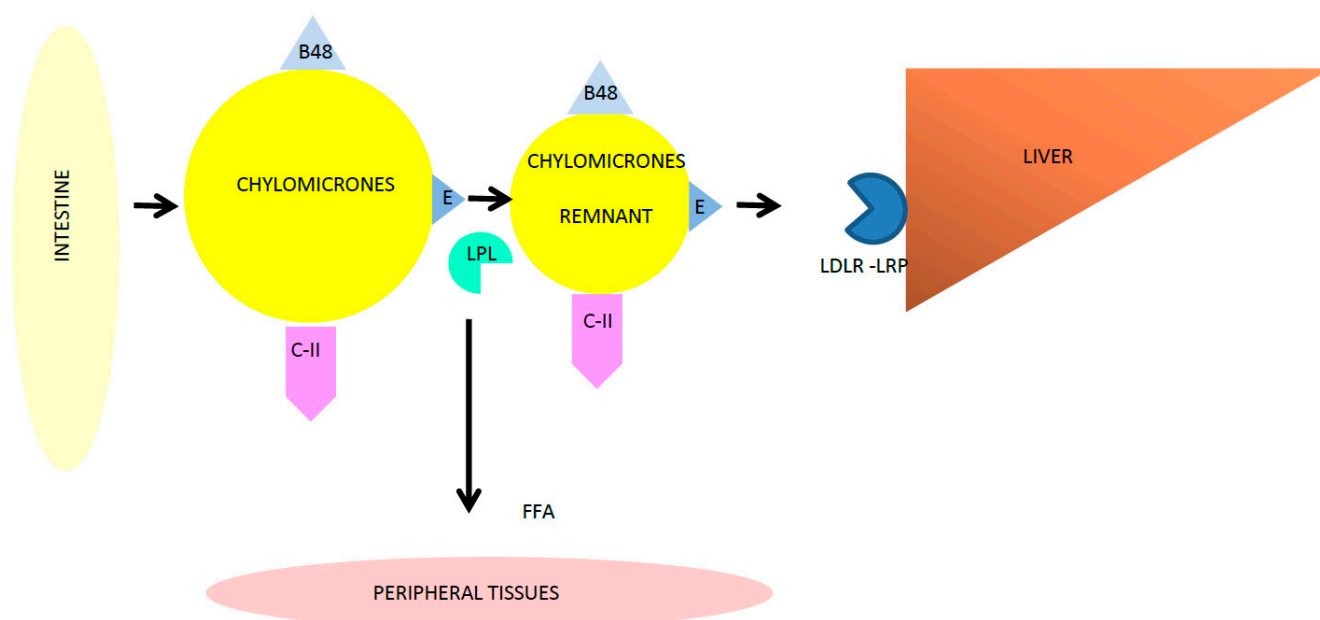 INTESTINE
B48
CHYLOMICRONES
E
LPL
C-II
B48
CHYLOMICRONES
REMNANT
E
C-II
LIVER
LDLR -LRP
FFA
PERIPHERAL TISSUES